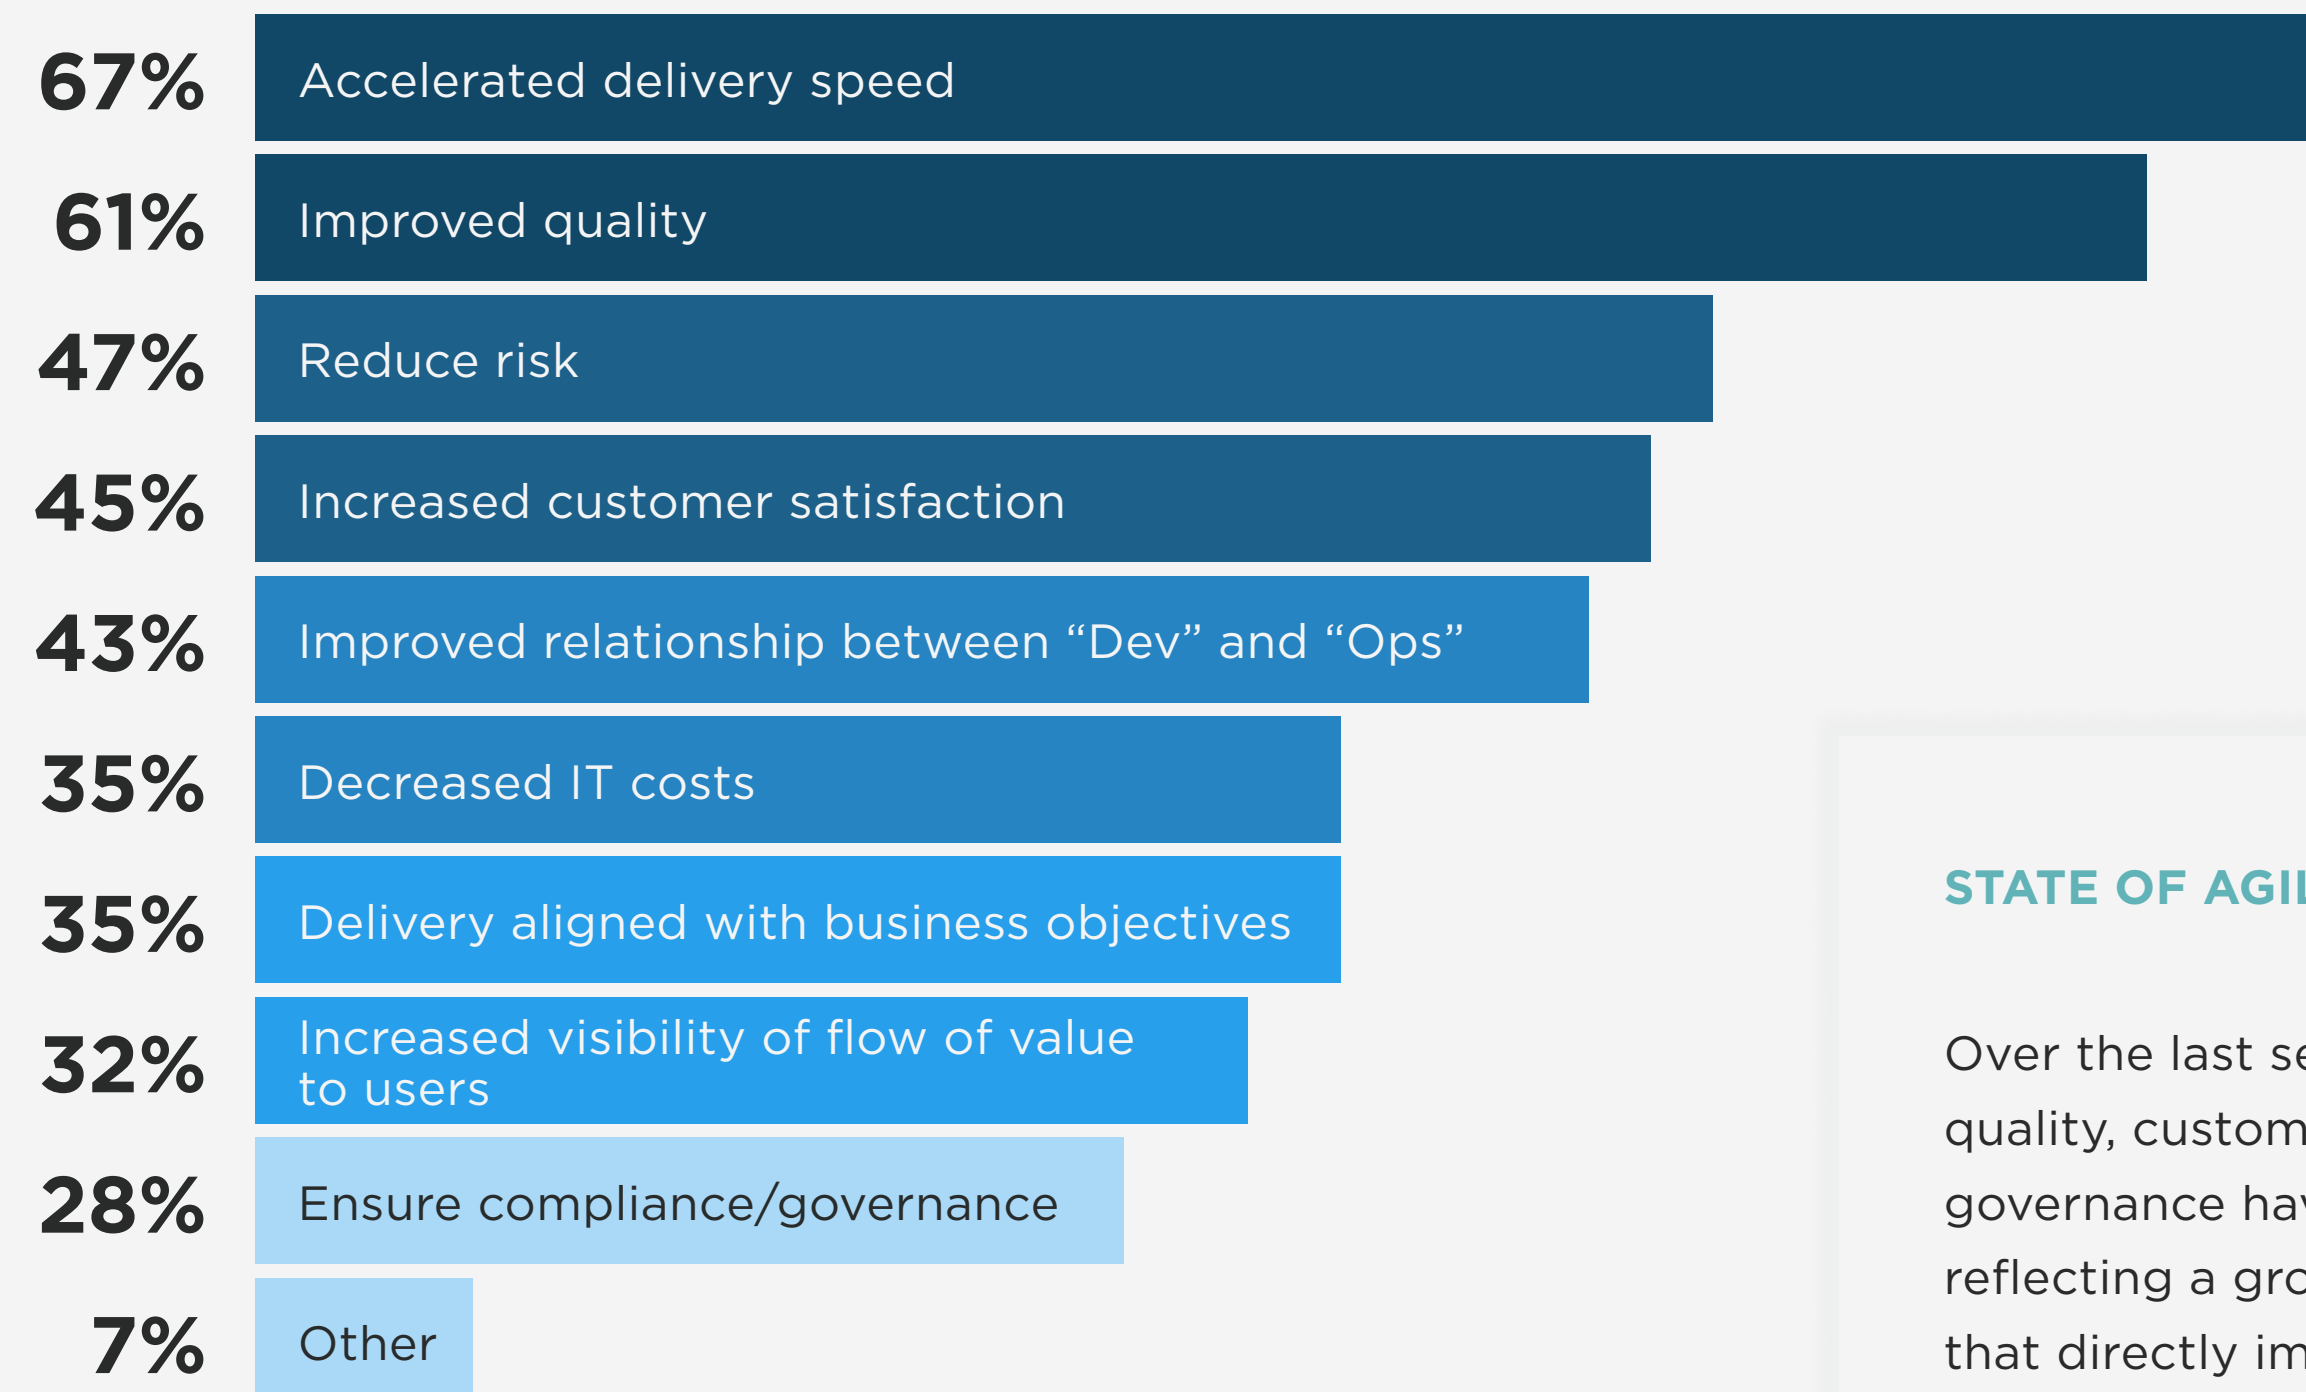 67% Accelerated delivery speed
61% Improved quality
47% Reduce risk
45% Increased customer satisfaction
43% Improved relationship between “Dev” and “Ops”
35% Decreased IT costs
35% Delivery aligned with business objectives
32% Increased visibility of flow of value
to users
28% Ensure compliance/governance
7% Other
STATE OF
Over the last
quality,
governance
reflecting a
that directly